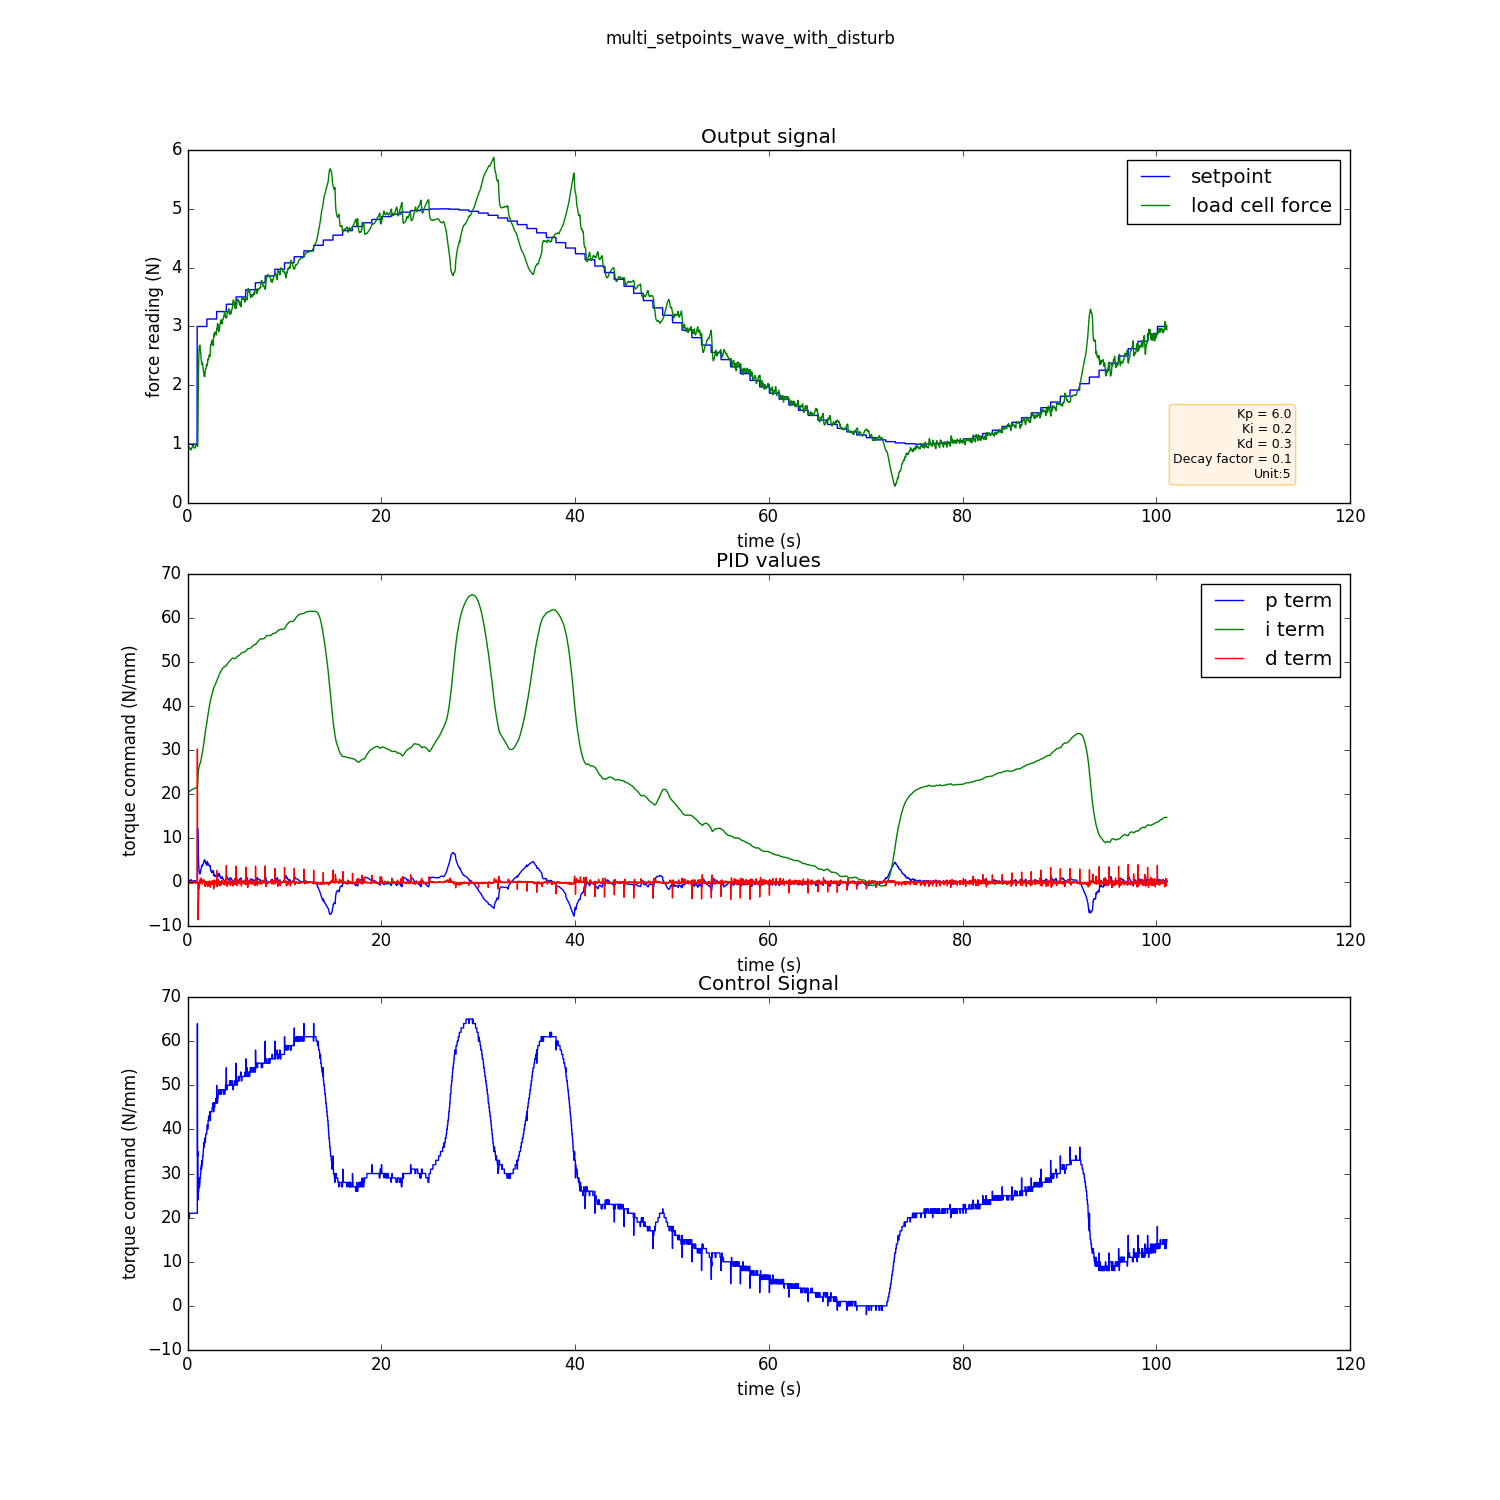 multi_setpoints_wave_with_disturb
Output signal
force reading (N)
6
5
4
3
2
1
0
setpoint
load cell force
Kp = 6.0
Ki = 0.2
Kd = 0.3
Decay factor = 0.1
Unit:5
0 20 40 60 80 100 120
time (s)
PID values
torque command (N/mm)
70
60
50
40
30
20
10
0
−10
p term
i term
d term
0 20 40 60 80 100 120
time (s)
Control Signal
torque command (N/mm)
70
60
50
40
30
20
10
0
−10
0 20 40 60 80 100 120
time (s)